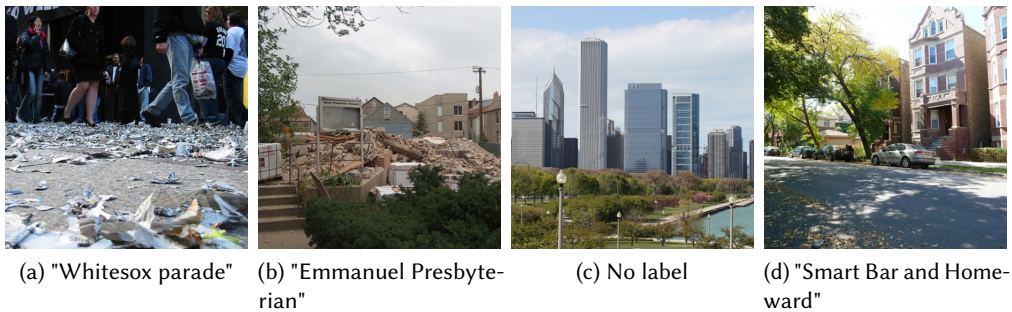 (a) "Whitesox parade"
(b) "Emmanuel Presbyte-
rian"
(c) No label
(d) "Smart Bar and Home-
ward"